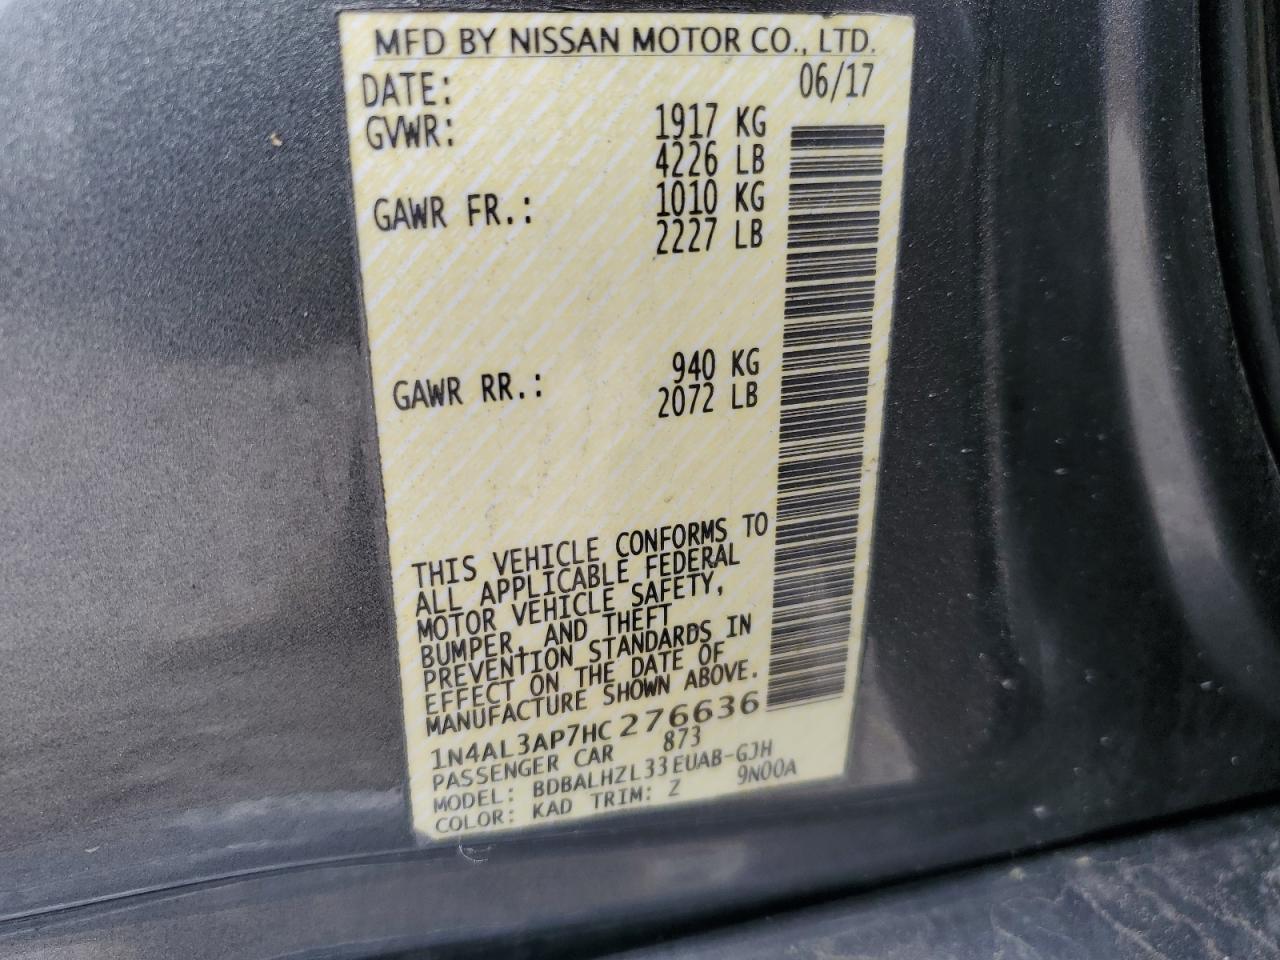 MFD BY NISSAN MOTOR CO., LTD.
DATE: 06/17
GVWR: 1917 KG
4226 LB
GAWR FR.: 1010 KG
2227 LB
GAWR RR.: 940 KG
2072 LB
THIS VEHICLE CONFORMS TO
ALL APPLICABLE FEDERAL
MOTOR VEHICLE SAFETY,
BUMPER, AND THEFT
PREVENTION STANDARDS IN
EFFECT ON THE DATE OF
MANUFACTURE SHOWN ABOVE.
1N4AL3AP7HC276636
PASSENGER CAR 873
MODEL: BDBALHZL33EUAB-GJH
COLOR: KAD TRIM: Z 9N00A